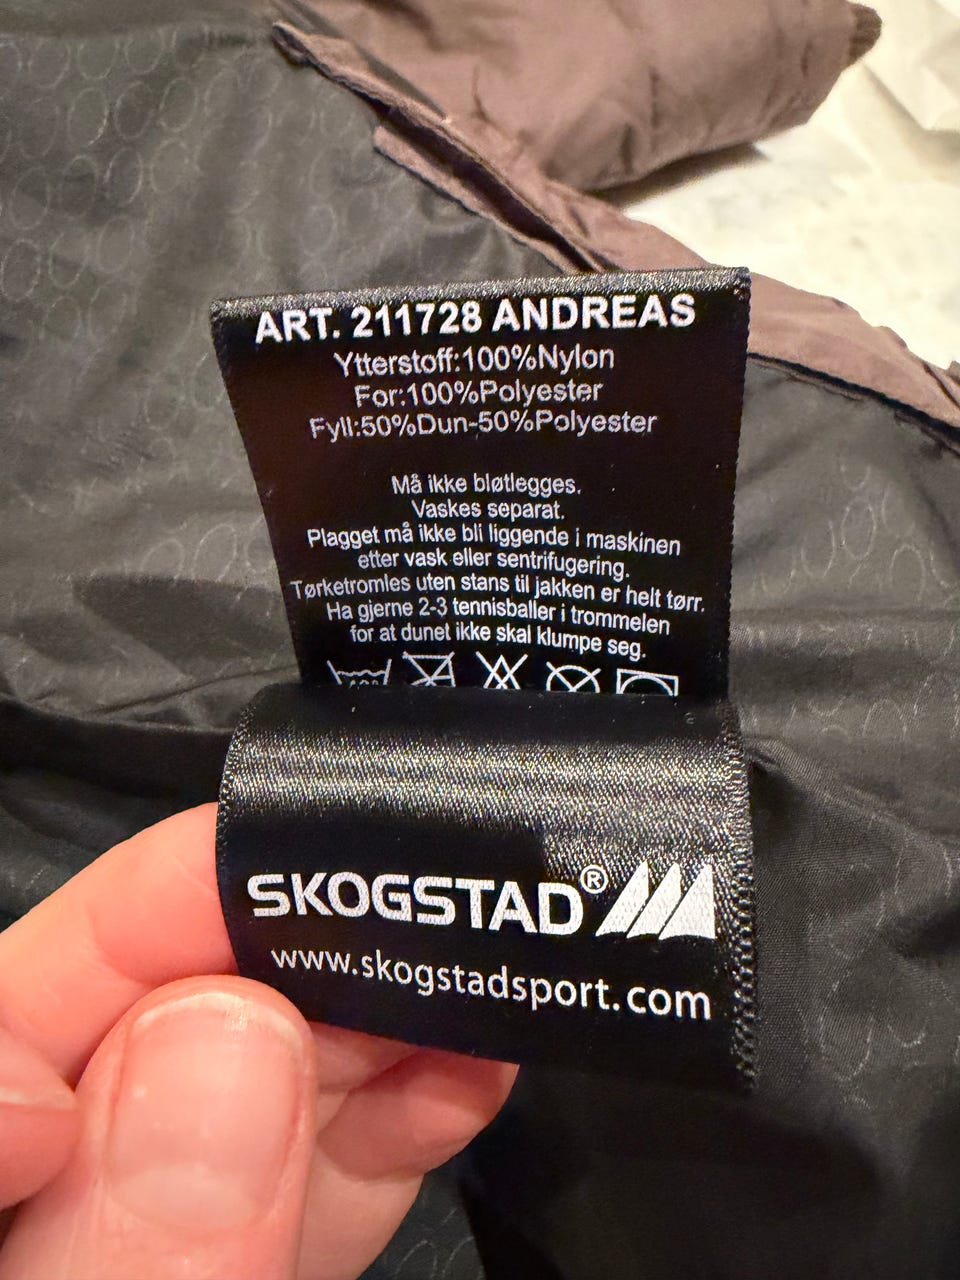 ART. 211728 ANDREAS
Ytterstoff:100%Nylon
For:100%Polyester
Fyll:50%Dun-50%Polyester
Må ikke bløtlegges.
Vaskes separat.
Plagget må ikke bli liggende i maskinen
etter vask eller sentrifugering.
Tørketromles uten stans til jakken er helt tørr.
Ha gjerne 2-3 tennisballer i trommelen
for at dunet ikke skal klumpe seg.
SKOGSTAD®
www.skogstadsport.com